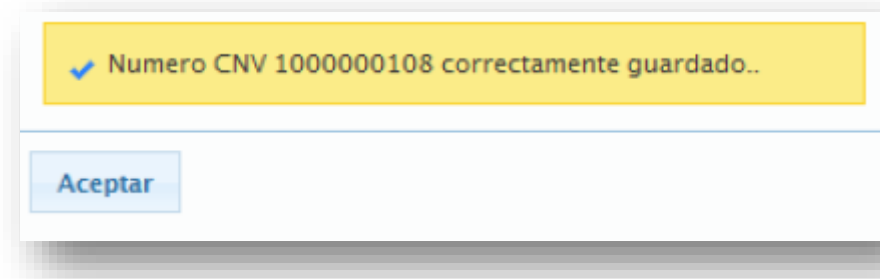 Numero CNV 1000000108 correctamente guardado..
Aceptar